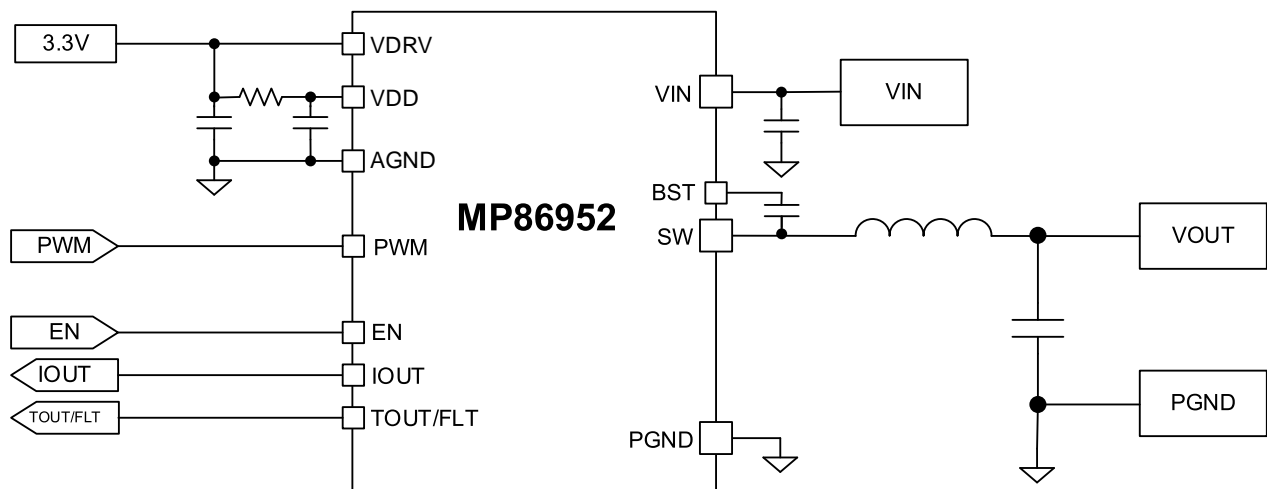 3.3V
VDRV
VDD
AGND
PWM
PWM
EN
EN
IOUT
IOUT
TOUT/FLT
TOUT/FLT
MP86952
VIN
VIN
BST
SW
VOUT
PGND
PGND